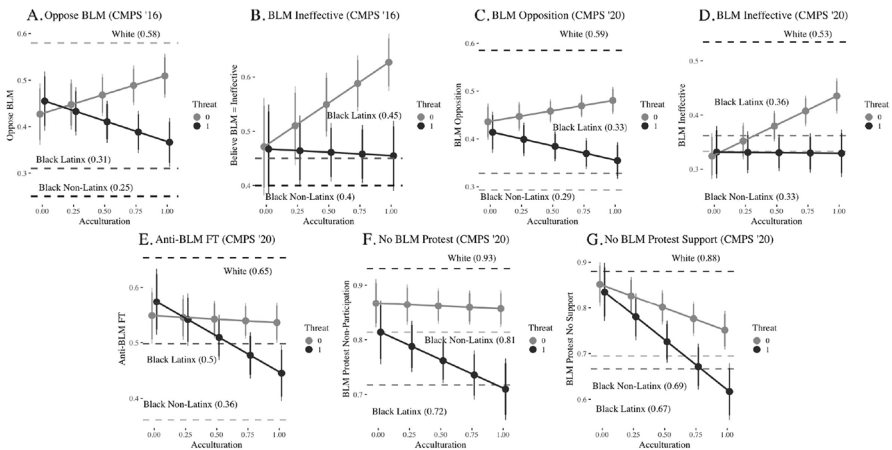 A. Oppose BLM (CMPS '16)
White (0.58)
0.6
0.5
0.4
0.3
Oppose BLM
Black Latinx (0.31)
Black Non-Latinx (0.25)
0.00 0.25 0.50 0.75 1.00
Acculturation
Threat
0
1
B. BLM Ineffective (CMPS '16)
0.6
0.5
0.4
Believe BLM = Ineffective
Black Latinx (0.45)
Black Non-Latinx (0.4)
0.00 0.25 0.50 0.75 1.00
Acculturation
C. BLM Opposition (CMPS '20)
White (0.59)
0.6
0.5
0.4
0.3
BLM Opposition
Black Latinx (0.33)
Black Non-Latinx (0.29)
0.00 0.25 0.50 0.75 1.00
Acculturation
Threat
0
1
D. BLM Ineffective (CMPS '20)
White (0.53)
0.5
0.4
0.3
BLM Ineffective
Black Latinx (0.36)
Black Non-Latinx (0.33)
0.00 0.25 0.50 0.75 1.00
Acculturation
Threat
0
1
E. Anti-BLM FT (CMPS '20)
White (0.65)
0.6
0.5
0.4
Anti-BLM FT
Black Latinx (0.5)
Black Non-Latinx (0.36)
0.00 0.25 0.50 0.75 1.00
Acculturation
Threat
0
1
F. No BLM Protest (CMPS '20)
White (0.93)
0.9
0.8
0.7
BLM Protest Non-Participation
Black Non-Latinx (0.81
Black Latinx (0.72)
0.00 0.25 0.50 0.75 1.00
Acculturation
G. No BLM Protest Support (CMPS '20)
White (0.88)
0.9
0.8
0.7
0.6
BLM Protest No Support
Black Non-Latinx (0.69)
Black Latinx (0.67)
0.00 0.25 0.50 0.75 1.00
Acculturation
Threat
0
1